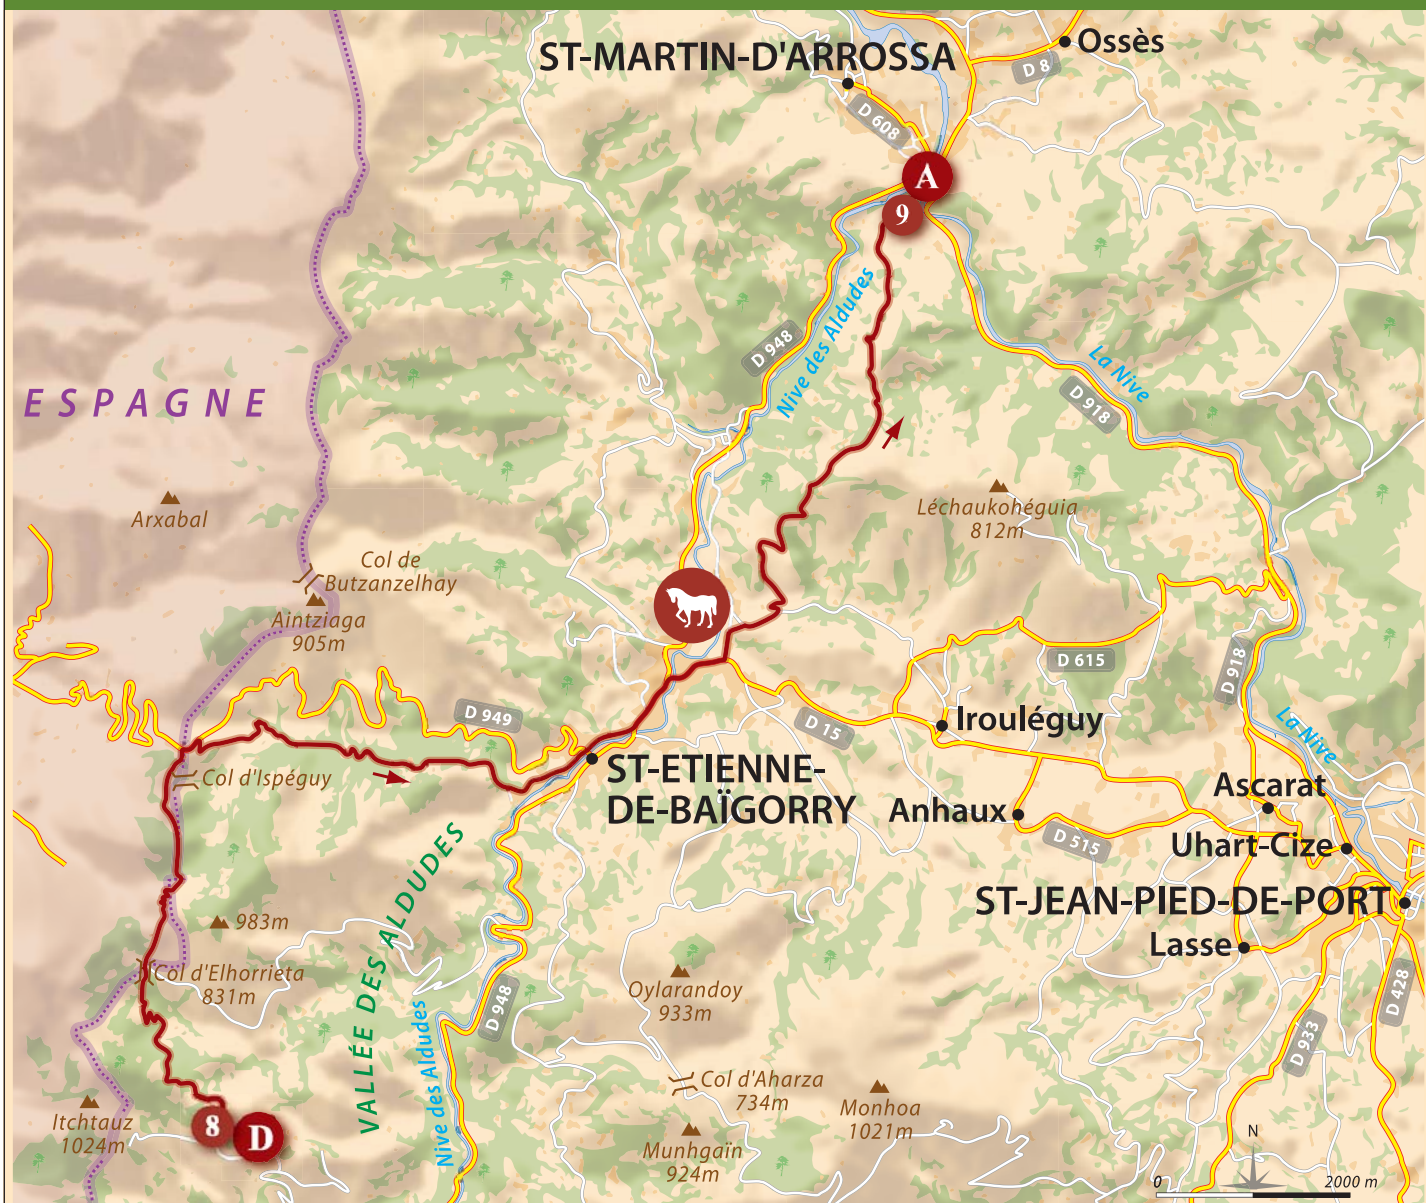 ST-MARTIN-D'ARROSSA
Ossès
D 8
D 608
A
9
D 948
Nive des Aldudes
La Nive
D 918
ESPAGNE
Arxabal
Léchaukohéguia
812m
Col de
Butzanzelhay
Aintziaga
905m
D 615
D 918
D 949
D 15
Irouléguy
La Nive
Col d'Ispéguy
ST-ETIENNE-
DE-BAÏGORRY
Anhaux
Ascarat
D 515
Uhart-Cize
VALLÉE DES ALDUDES
983m
ST-JEAN-PIED-DE-PORT
Lasse
Col d'Elhorrieta
831m
Oylarandoy
933m
D 948
Nive des Aldudes
D 428
D 933
Col d'Aharza
734m
Monhoa
1021m
Itchtauz
1024m
8
D
Munhgaïn
924m
N
0
2000 m